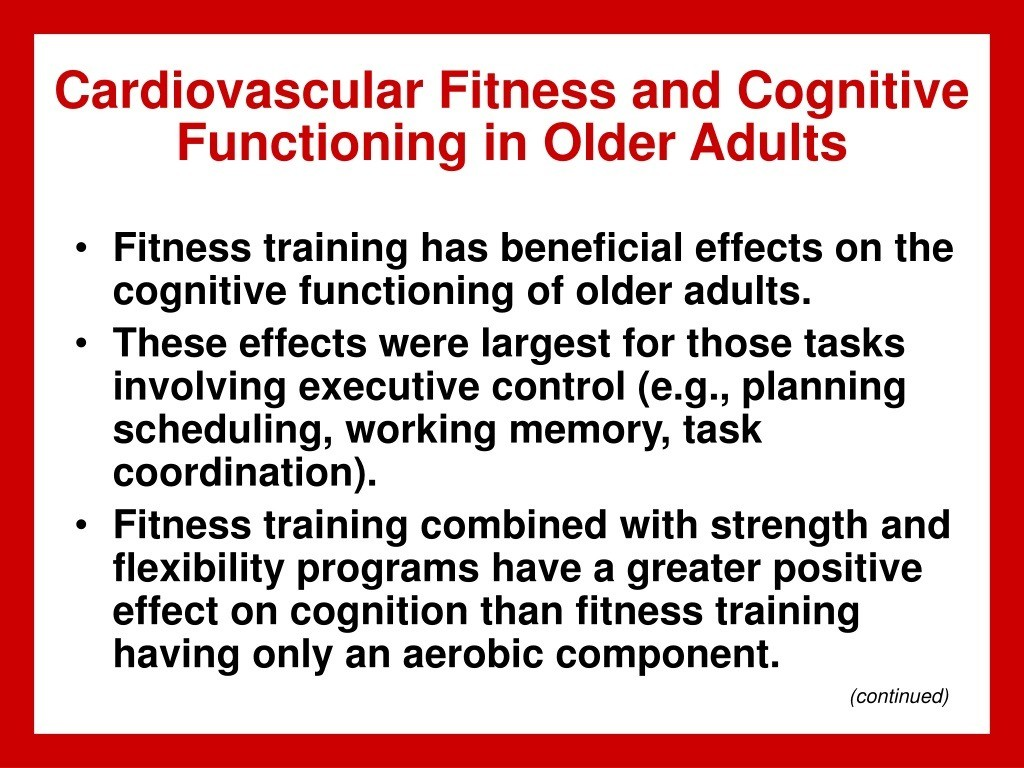 Cardiovascular Fitness and Cognitive
Functioning in Older Adults
• Fitness training has beneficial effects on the
cognitive functioning of older adults.
• These effects were largest for those tasks
involving executive control (e.g., planning
scheduling, working memory, task
coordination).
• Fitness training combined with strength and
flexibility programs have a greater positive
effect on cognition than fitness training
having only an aerobic component.
(continued)